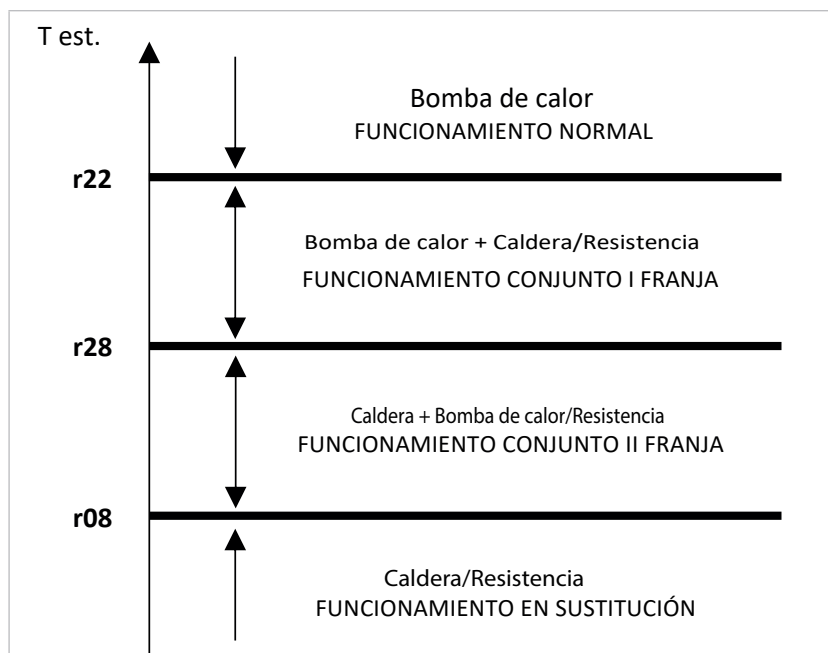 T est.
Bomba de calor
FUNCIONAMIENTO NORMAL
r22
Bomba de calor + Caldera/Resistencia
FUNCIONAMIENTO CONJUNTO I FRANJA
r28
Caldera + Bomba de calor/Resistencia
FUNCIONAMIENTO CONJUNTO II FRANJA
r08
Caldera/Resistencia
FUNCIONAMIENTO EN SUSTITUCIÓN